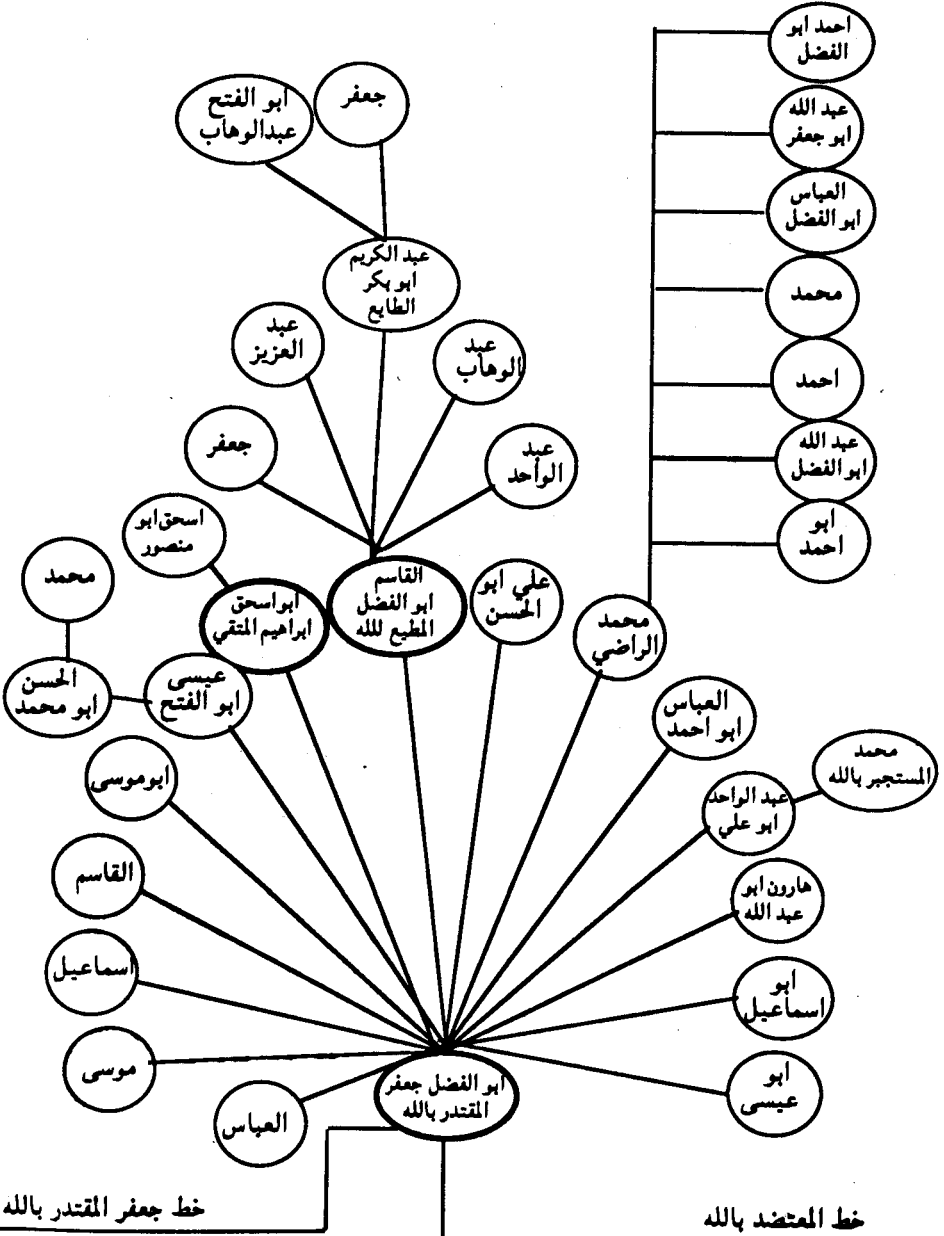 احمد ابو
الفضل
عبد الله
ابو جعفر
العباس
ابو الفضل
محمد
احمد
عبد الله
ابو الفضل
ابو
احمد
جعفر
ابو الفتح
عبدالوهاب
عبد الكريم
ابو بكر
الطايع
عبد
العزيز
عبد
الوهاب
جعفر
عبد
الواحد
اسحق ابو
منصور
محمد
القاسم
ابو الفضل
المطيع لله
علي ابو
الحسن
ابواسحق
ابراهيم المتقي
محمد
الراضي
عيسى
ابو الفتح
الحسن
ابو محمد
العباس
ابو احمد
محمد
المستجير بالله
عبد الواحد
ابو علي
ابوموسى
القاسم
هارون ابو
عبد الله
اسماعيل
ابو
اسماعيل
موسى
ابو
عيسى
العباس
ابو الفضل جعفر
المقتدر بالله
خط المعتضد بالله
خط جعفر المقتدر بالله